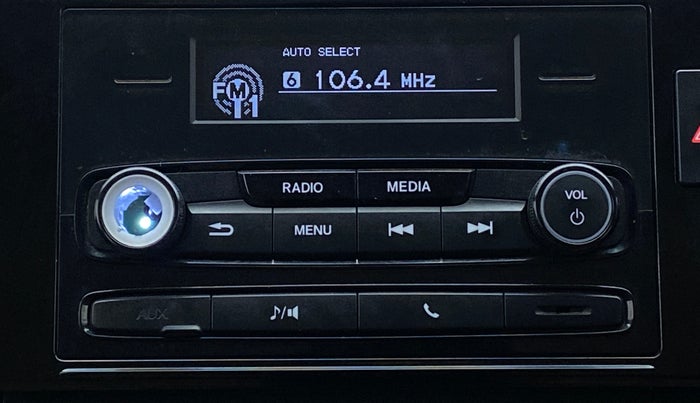 AUTO SELECT
FM 1 6 106.4 MHz
RADIO MEDIA
VOL
MENU
AUX